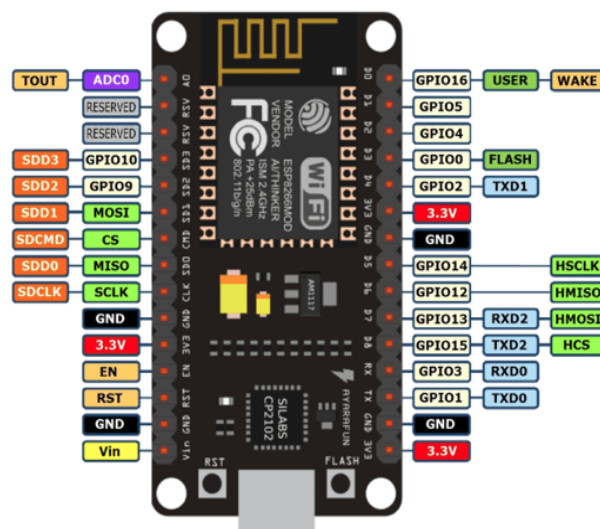 TOUT ADC0 A0 D0 GPIO16 USER WAKE
RESERVED RSV D1 GPIO5
RESERVED RSV D2 GPIO4
SDD3 GPIO10 SD3 D3 GPIO0 FLASH
SDD2 GPIO9 SD2 D4 GPIO2 TXD1
SDD1 MOSI SD1 3V3 3.3V
SDCMD CS CMD GND GND
SDD0 MISO SDO D5 GPIO14 HSCLK
SDCLK SCLK CLK D6 GPIO12 HMISO
GND GND D7 GPIO13 RXD2 HMOSI
3.3V 3V3 D8 GPIO15 TXD2 HCS
EN EN RX GPIO3 RXD0
RST RST TX GPIO1 TXD0
GND GND GND GND
Vin Vin 3V3 3.3V
MODEL ESP8266MOD
VENDOR AI/THINKER
ISM 2.4GHz
PA +25dBm
802.11b/g/n
FC
Wi Fi
AM1117
SILABS
CP2102
AYARAFUN
RST
FLASH